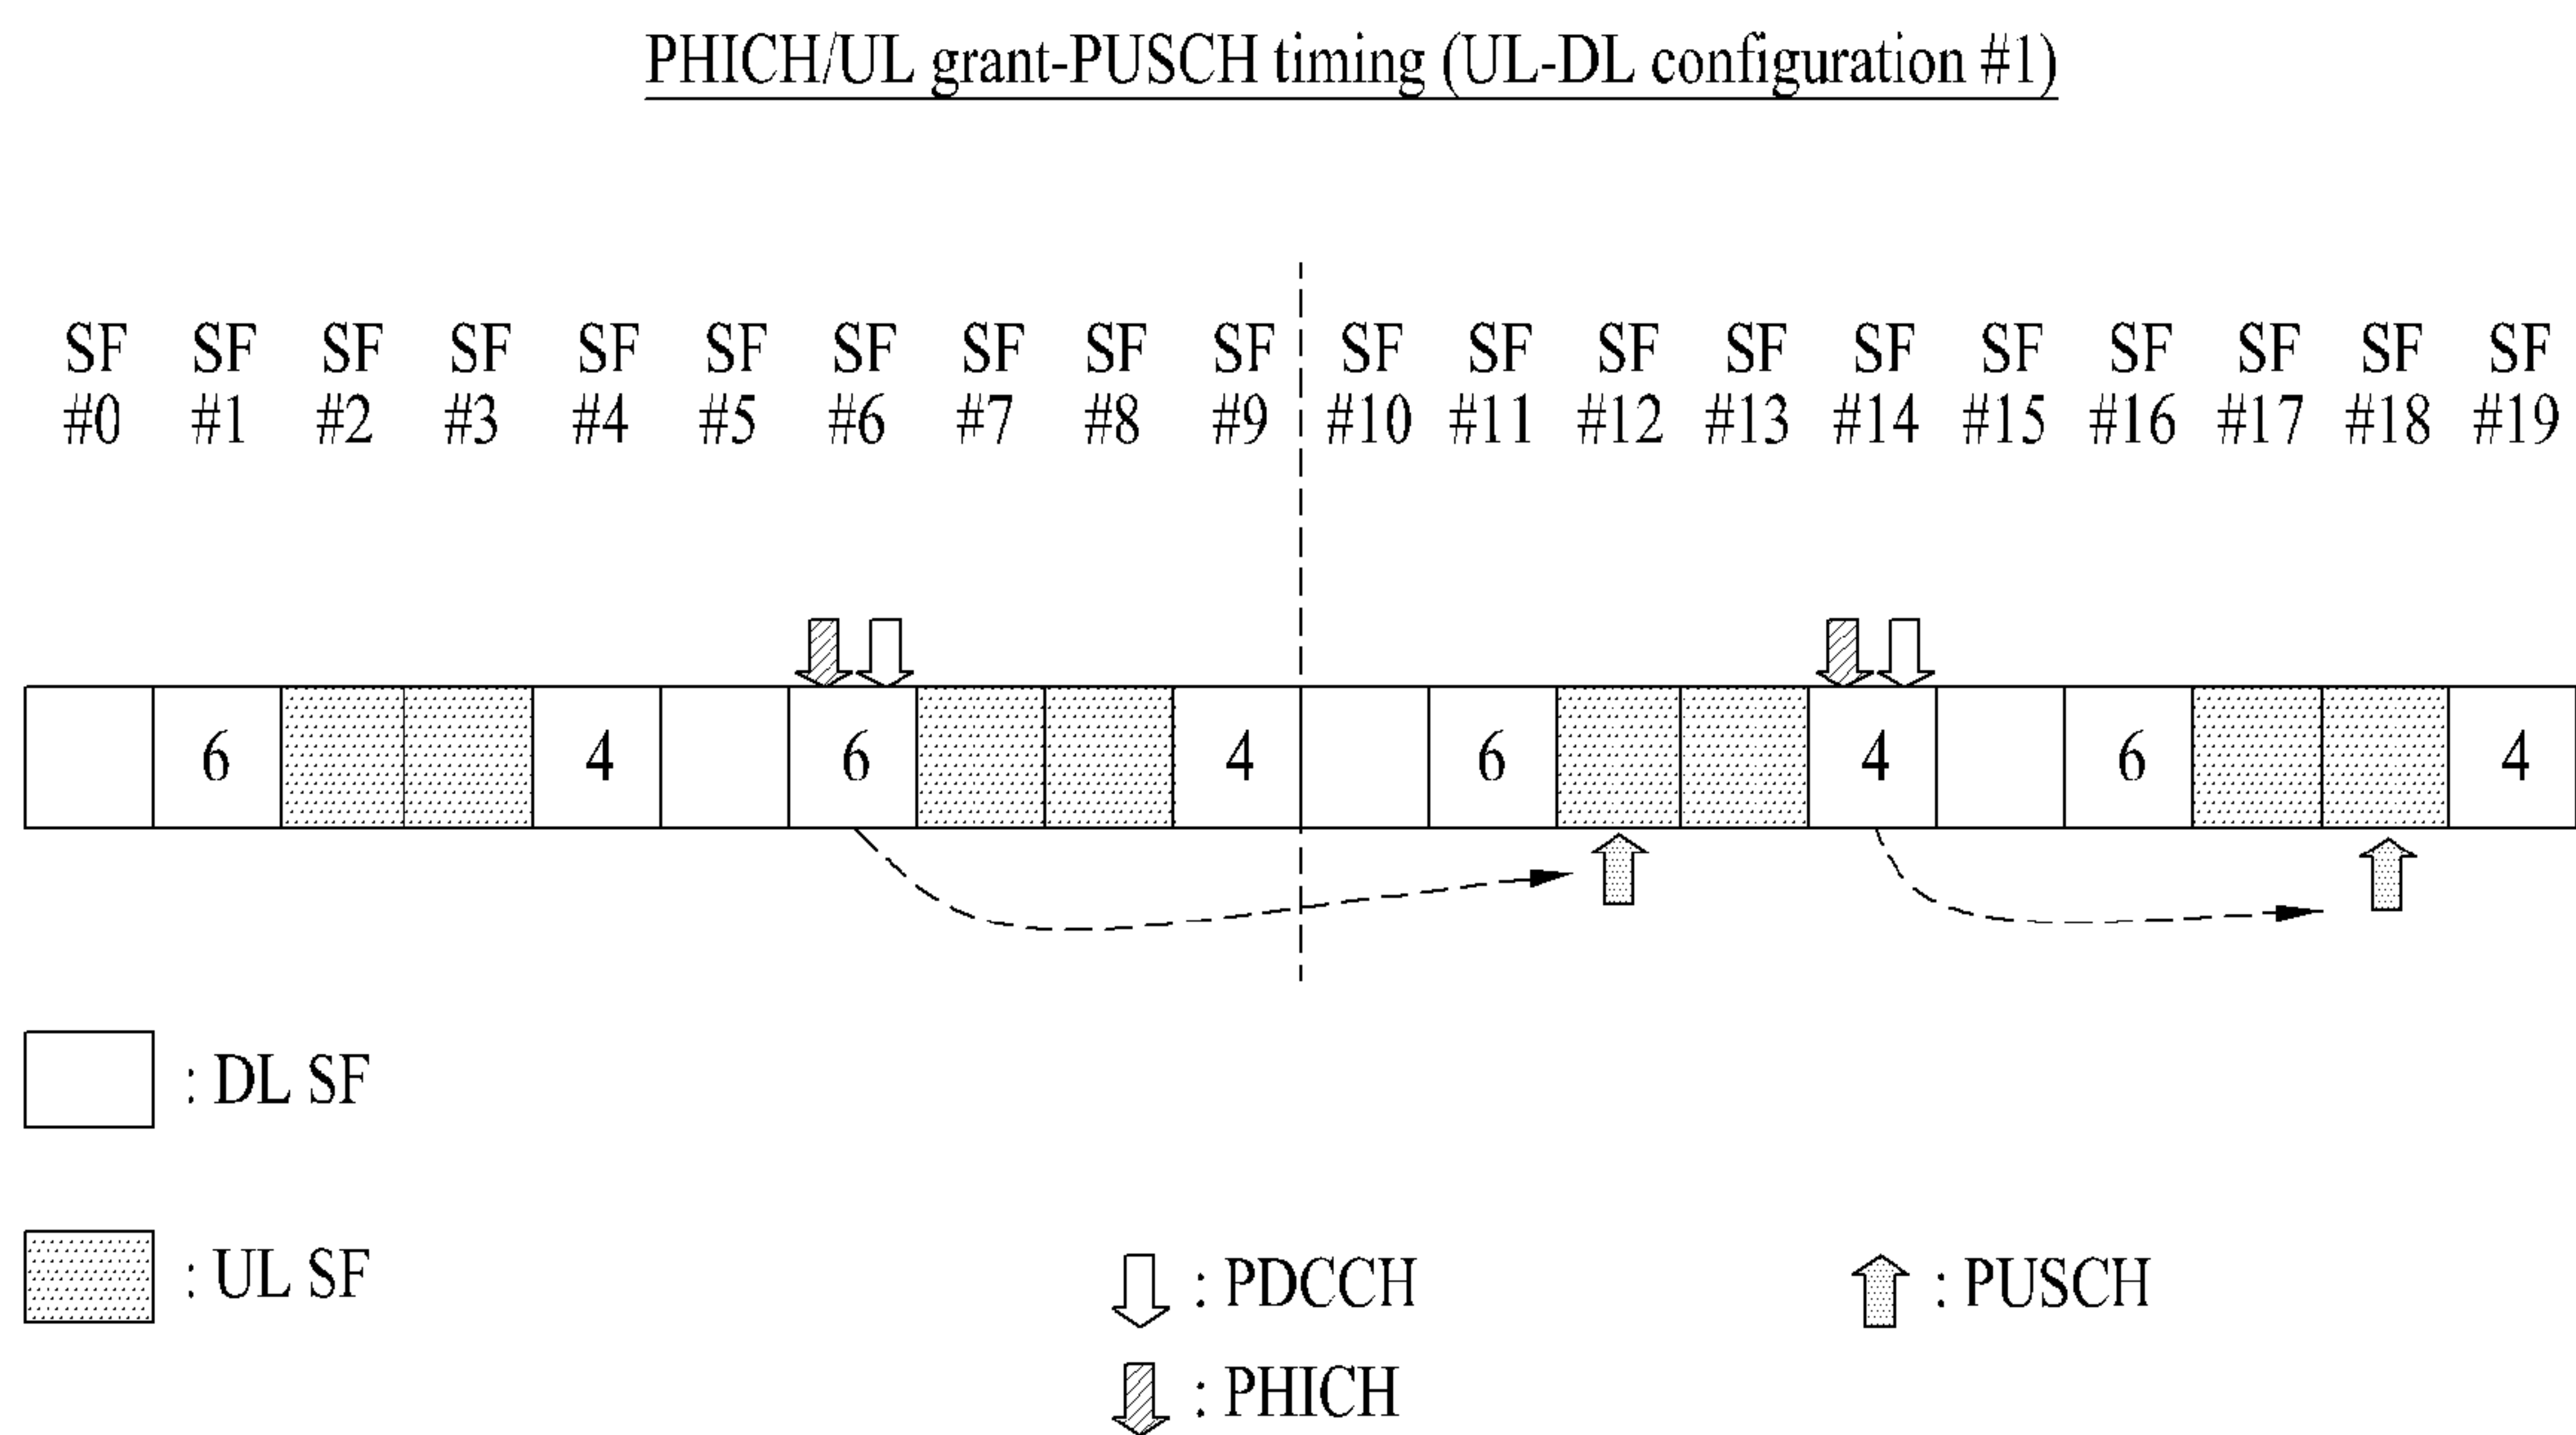 PHICH/UL grant-PUSCH timing (UL-DL configuration #1)
SF SF SF SF SF SF SF SF SF SF SF SF SF SF SF SF SF SF SF SF
#0 #1 #2 #3 #4 #5 #6 #7 #8 #9 #10 #11 #12 #13 #14 #15 #16 #17 #18 #19
6 4 6 4 6 4 6 4
: DL SF
: UL SF
: PDCCH
: PUSCH
: PHICH